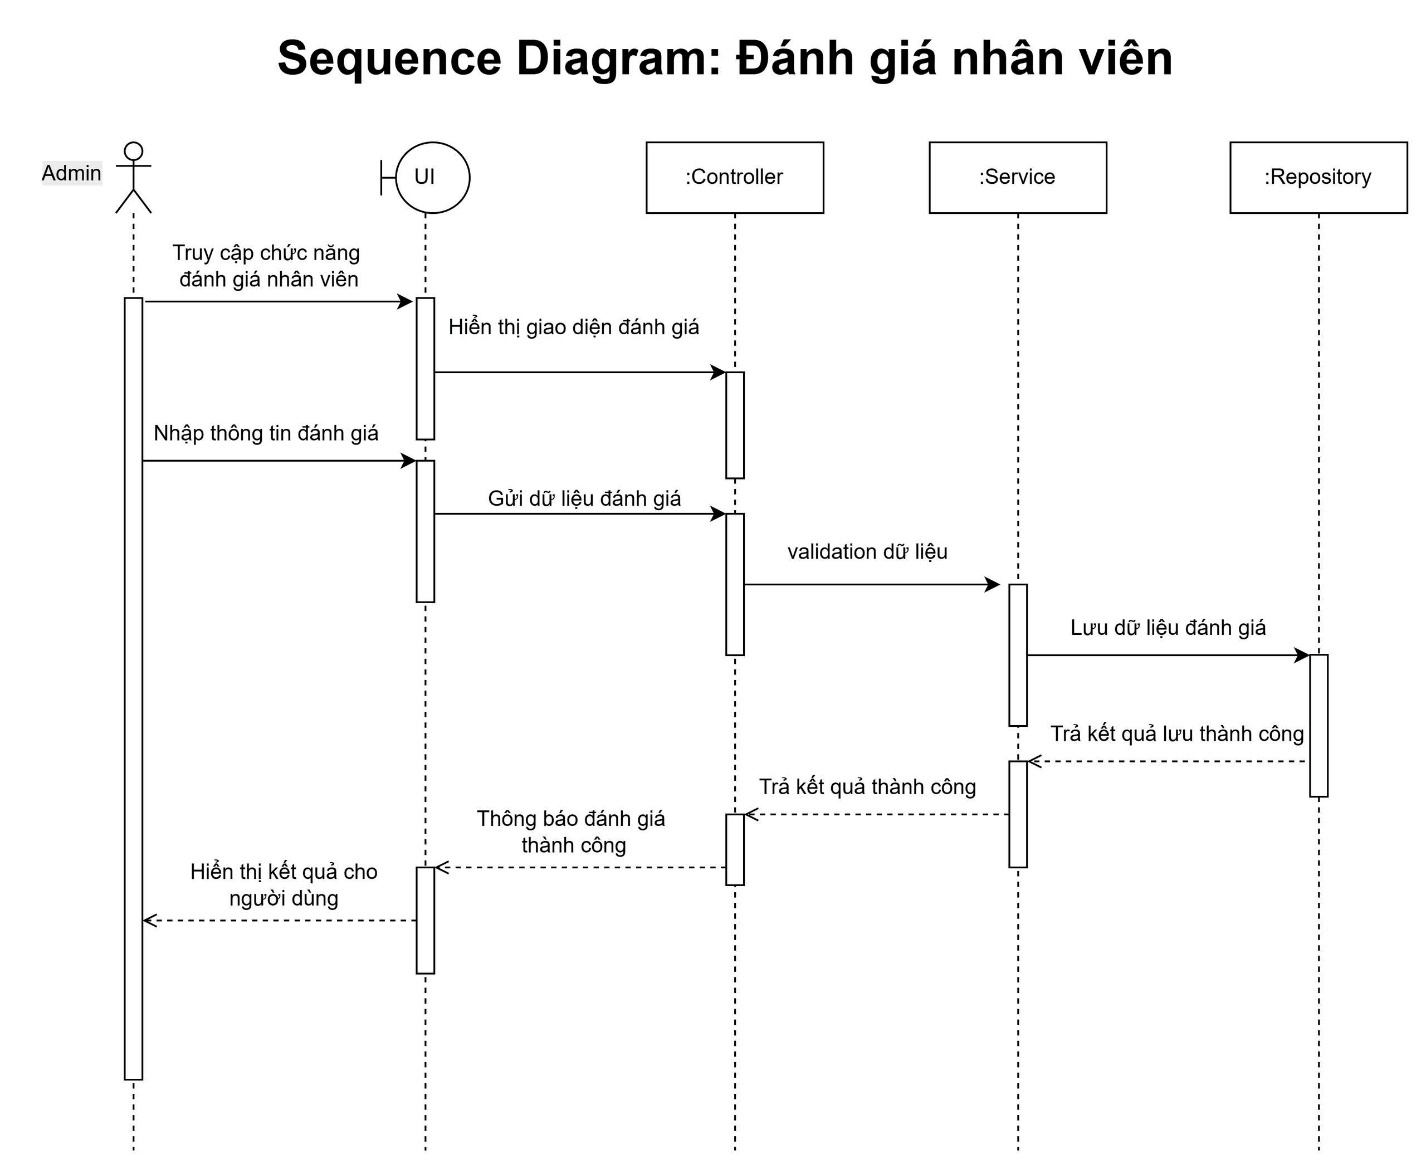 Sequence Diagram: Đánh giá nhân viên
Admin
UI
:Controller
:Service
:Repository
Truy cập chức năng
đánh giá nhân viên
Hiển thị giao diện đánh giá
Nhập thông tin đánh giá
Gửi dữ liệu đánh giá
validation dữ liệu
Lưu dữ liệu đánh giá
Trả kết quả lưu thành công
Trả kết quả thành công
Thông báo đánh giá
thành công
Hiển thị kết quả cho
người dùng